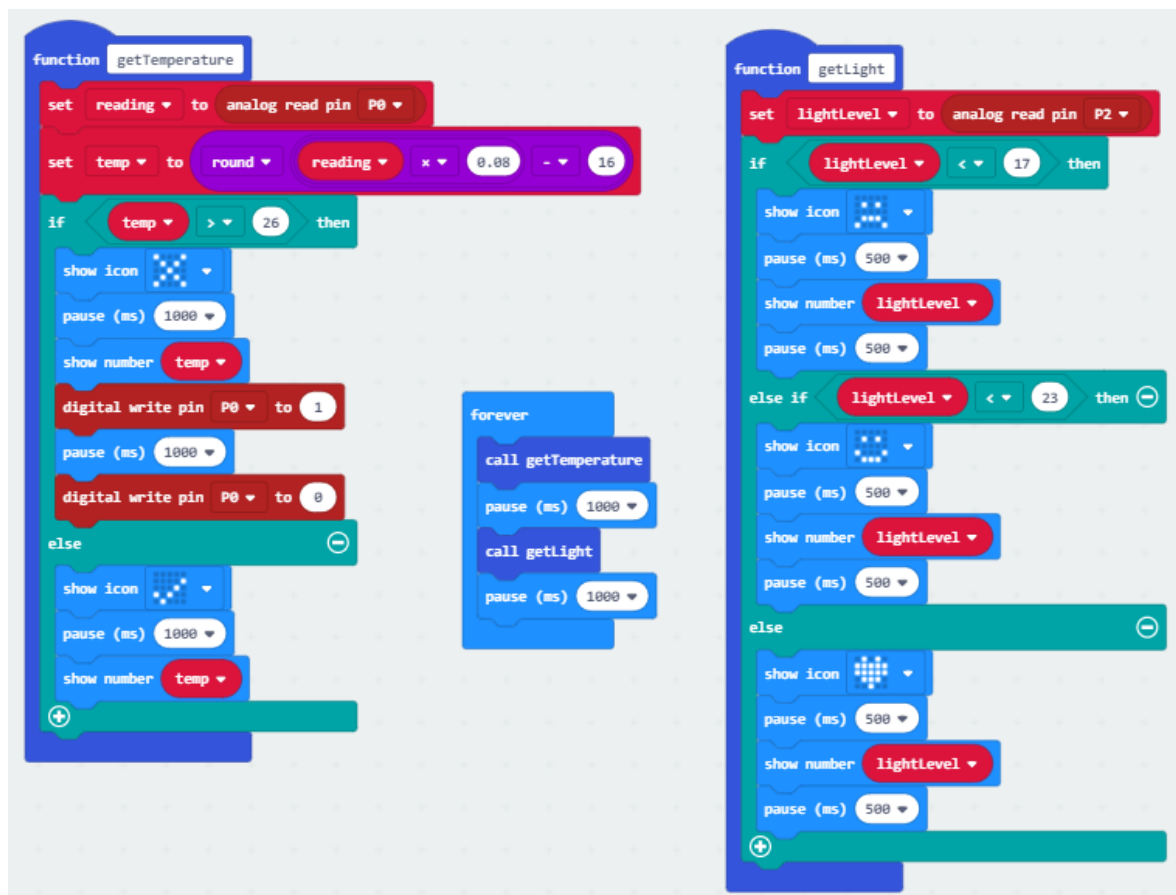 function getTemperature
set reading to analog read pin P0
set temp to round reading × 0.08 - 16
if temp > 26 then
show icon
pause (ms) 1000
show number temp
digital write pin P0 to 1
pause (ms) 1000
digital write pin P0 to 0
else
show icon
pause (ms) 1000
show number temp
forever
call getTemperature
pause (ms) 1000
call getLight
pause (ms) 1000
function getLight
set lightLevel to analog read pin P2
if lightLevel < 17 then
show icon
pause (ms) 500
show number lightLevel
pause (ms) 500
else if lightLevel < 23 then
show icon
pause (ms) 500
show number lightLevel
pause (ms) 500
else
show icon
pause (ms) 500
show number lightLevel
pause (ms) 500